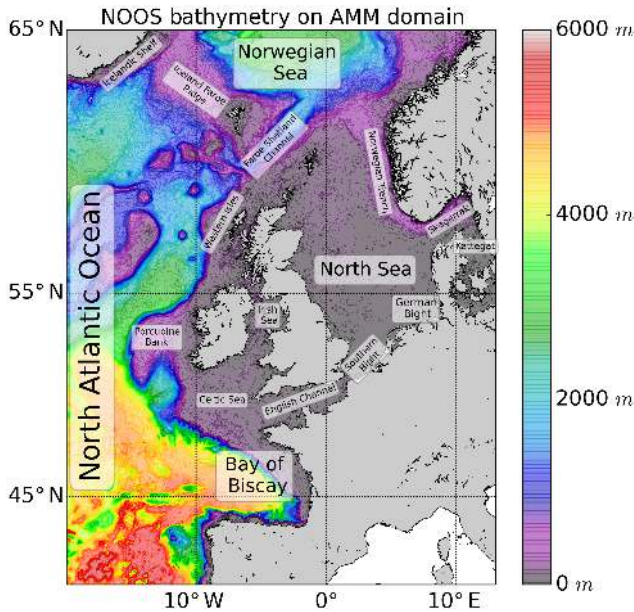 NOOS bathymetry on AMM domain
65°N
55°N
45°N
10°W
0°
10°E
6000 m
4000 m
2000 m
0 m
Icelandic Shelf
Iceland Faroe
Ridge
Norwegian
Sea
Faroe Shetland
Channel
Norwegian Trench
Skagerrak
Kattegat
Western Isles
North Atlantic Ocean
North Sea
German
Bight
Irish
Sea
Porcupine
Bank
Southern
Bight
Celtic Sea
English Channel
Bay of
Biscay